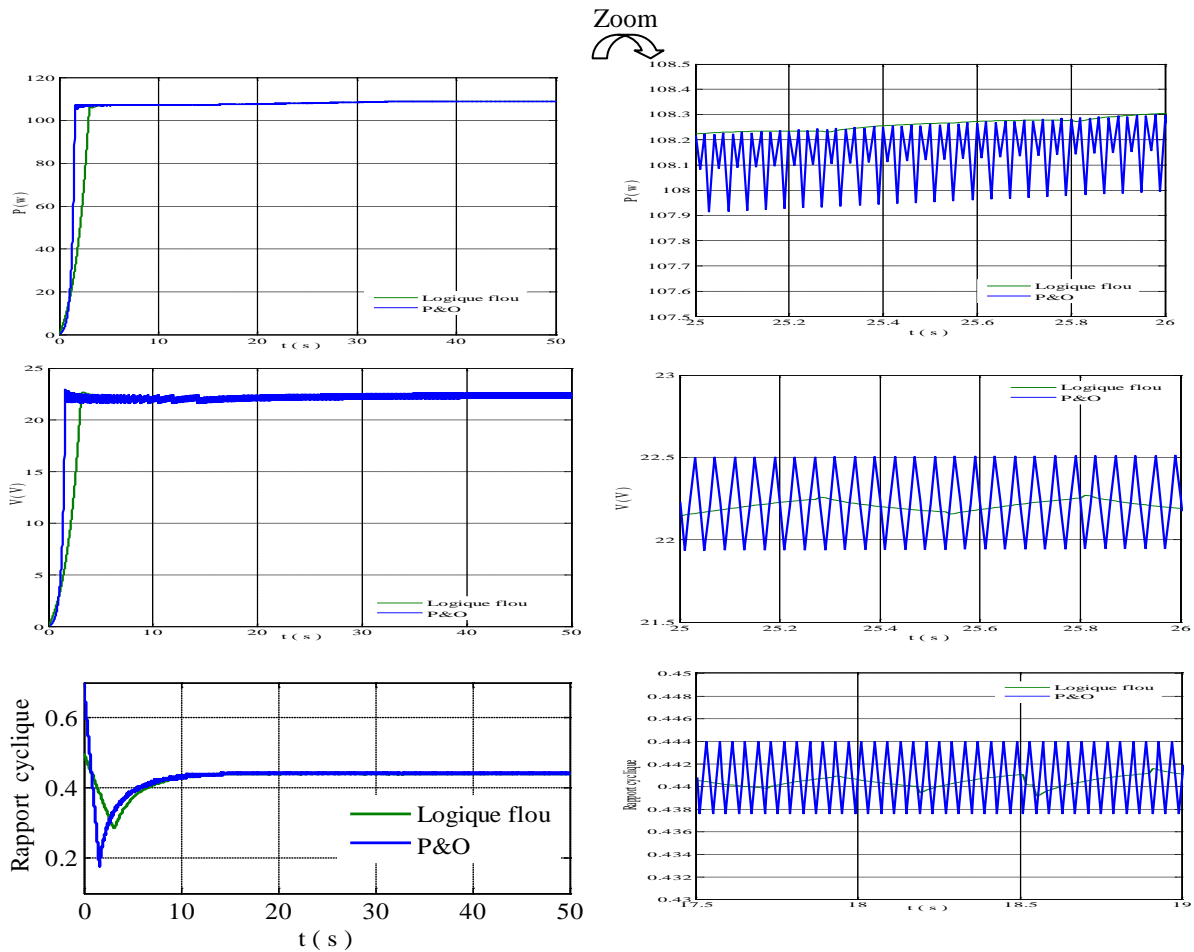 Zoom
120
100
80
60
40
20
0
P(w)
0 10 20 30 40 50
t(s)
Logique flou
P&O
108.5
108.4
108.3
108.2
108.1
108
107.9
107.8
107.7
107.6
107.5
P(w)
25 25.2 25.4 25.6 25.8 26
t(s)
Logique flou
P&O
25
20
15
10
5
0
V(V)
0 10 20 30 40 50
t(s)
Logique flou
P&O
23
22.5
22
21.5
V(V)
25 25.2 25.4 25.6 25.8 26
t(s)
Logique flou
P&O
0.6
0.4
0.2
Rapport cyclique
0 10 20 30 40 50
t(s)
Logique flou
P&O
0.45
0.448
0.446
0.444
0.442
0.44
0.438
0.436
0.434
0.432
0.43
Rapport cyclique
17.5 18 18.5 19
t(s)
Logique flou
P&O